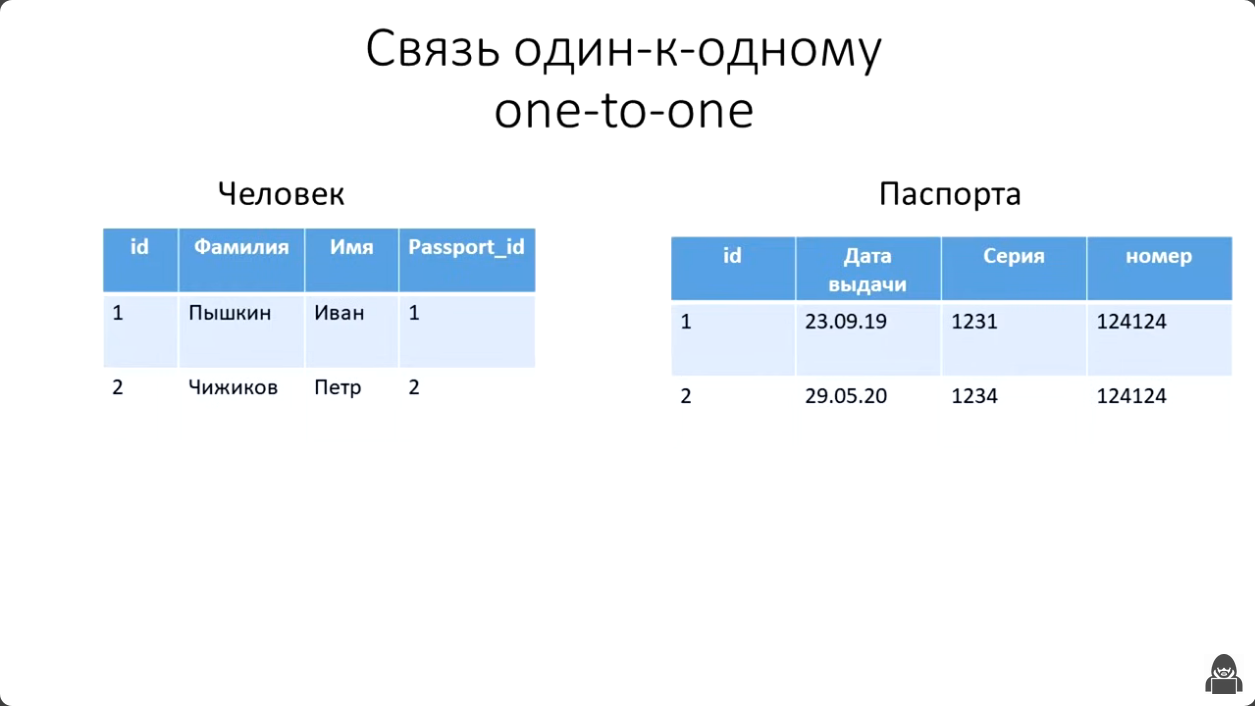 Связь один-к-одному
one-to-one
Человек
id Фамилия Имя Passport_id
1 Пышкин Иван 1
2 Чижиков Петр 2
Паспорта
id Дата выдачи Серия номер
1 23.09.19 1231 124124
2 29.05.20 1234 124124